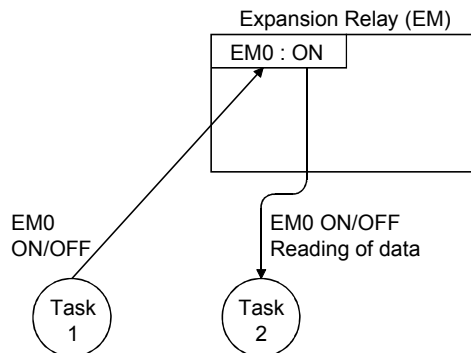 Expansion Relay (EM)
EM0 : ON
EM0
ON/OFF
EM0 ON/OFF
Reading of data
Task
1
Task
2